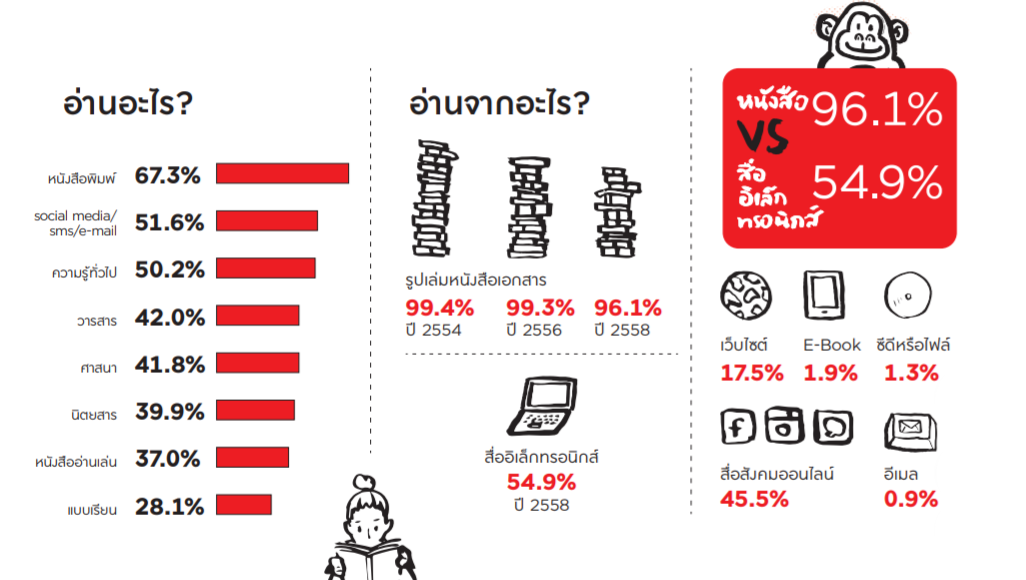 อ่านอะไร?
หนังสือพิมพ์ 67.3%
social media/
sms/e-mail 51.6%
ความรู้ทั่วไป 50.2%
วารสาร 42.0%
ศาสนา 41.8%
นิตยสาร 39.9%
หนังสืออ่านเล่น 37.0%
แบบเรียน 28.1%
อ่านจากอะไร?
รูปเล่มหนังสือเอกสาร
99.4% 99.3% 96.1%
ปี 2554 ปี 2556 ปี 2558
สื่ออิเล็กทรอนิกส์
54.9%
ปี 2558
หนังสือ 96.1%
VS
สื่อ
อิเล็ก
ทรอนิกส์ 54.9%
เว็บไซต์ E-Book ซีดีหรือไฟล์
17.5% 1.9% 1.3%
สื่อสังคมออนไลน์ อีเมล
45.5% 0.9%